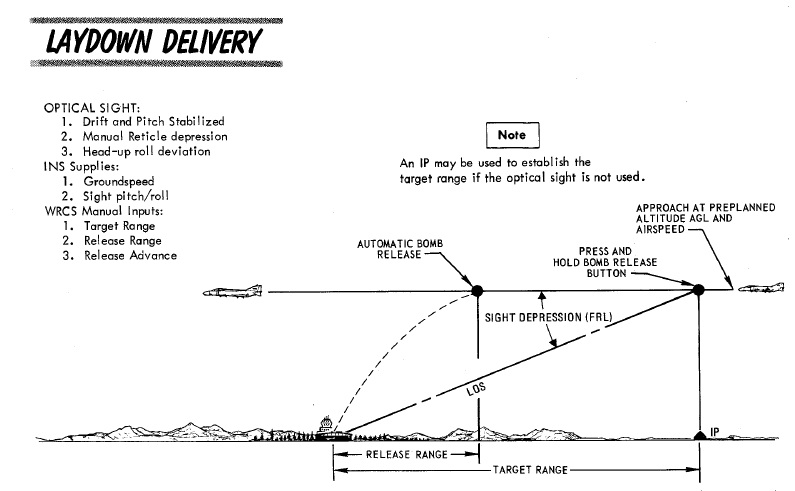 LAYDOWN DELIVERY
OPTICAL SIGHT:
1. Drift and Pitch Stabilized
2. Manual Reticle depression
3. Head-up roll deviation
INS Supplies:
1. Groundspeed
2. Sight pitch/roll
WRCS Manual Inputs:
1. Target Range
2. Release Range
3. Release Advance
Note
An IP may be used to establish the
target range if the optical sight is not used.
APPROACH AT PREPLANNED
ALTITUDE AGL AND
AIRSPEED
AUTOMATIC BOMB
RELEASE
PRESS AND
HOLD BOMB RELEASE
BUTTON
SIGHT DEPRESSION (FRL)
LOS
IP
RELEASE RANGE
TARGET RANGE